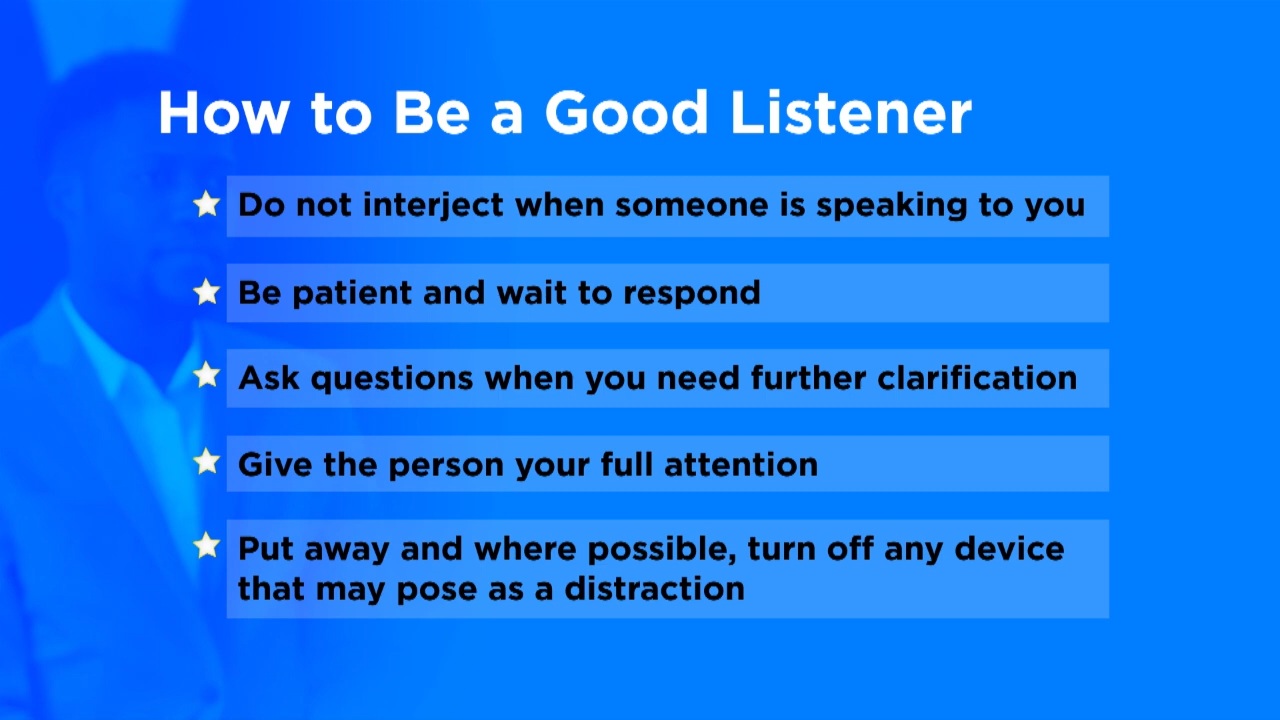 How to Be a Good Listener
Do not interject when someone is speaking to you
Be patient and wait to respond
Ask questions when you need further clarification
Give the person your full attention
Put away and where possible, turn off any device
that may pose as a distraction